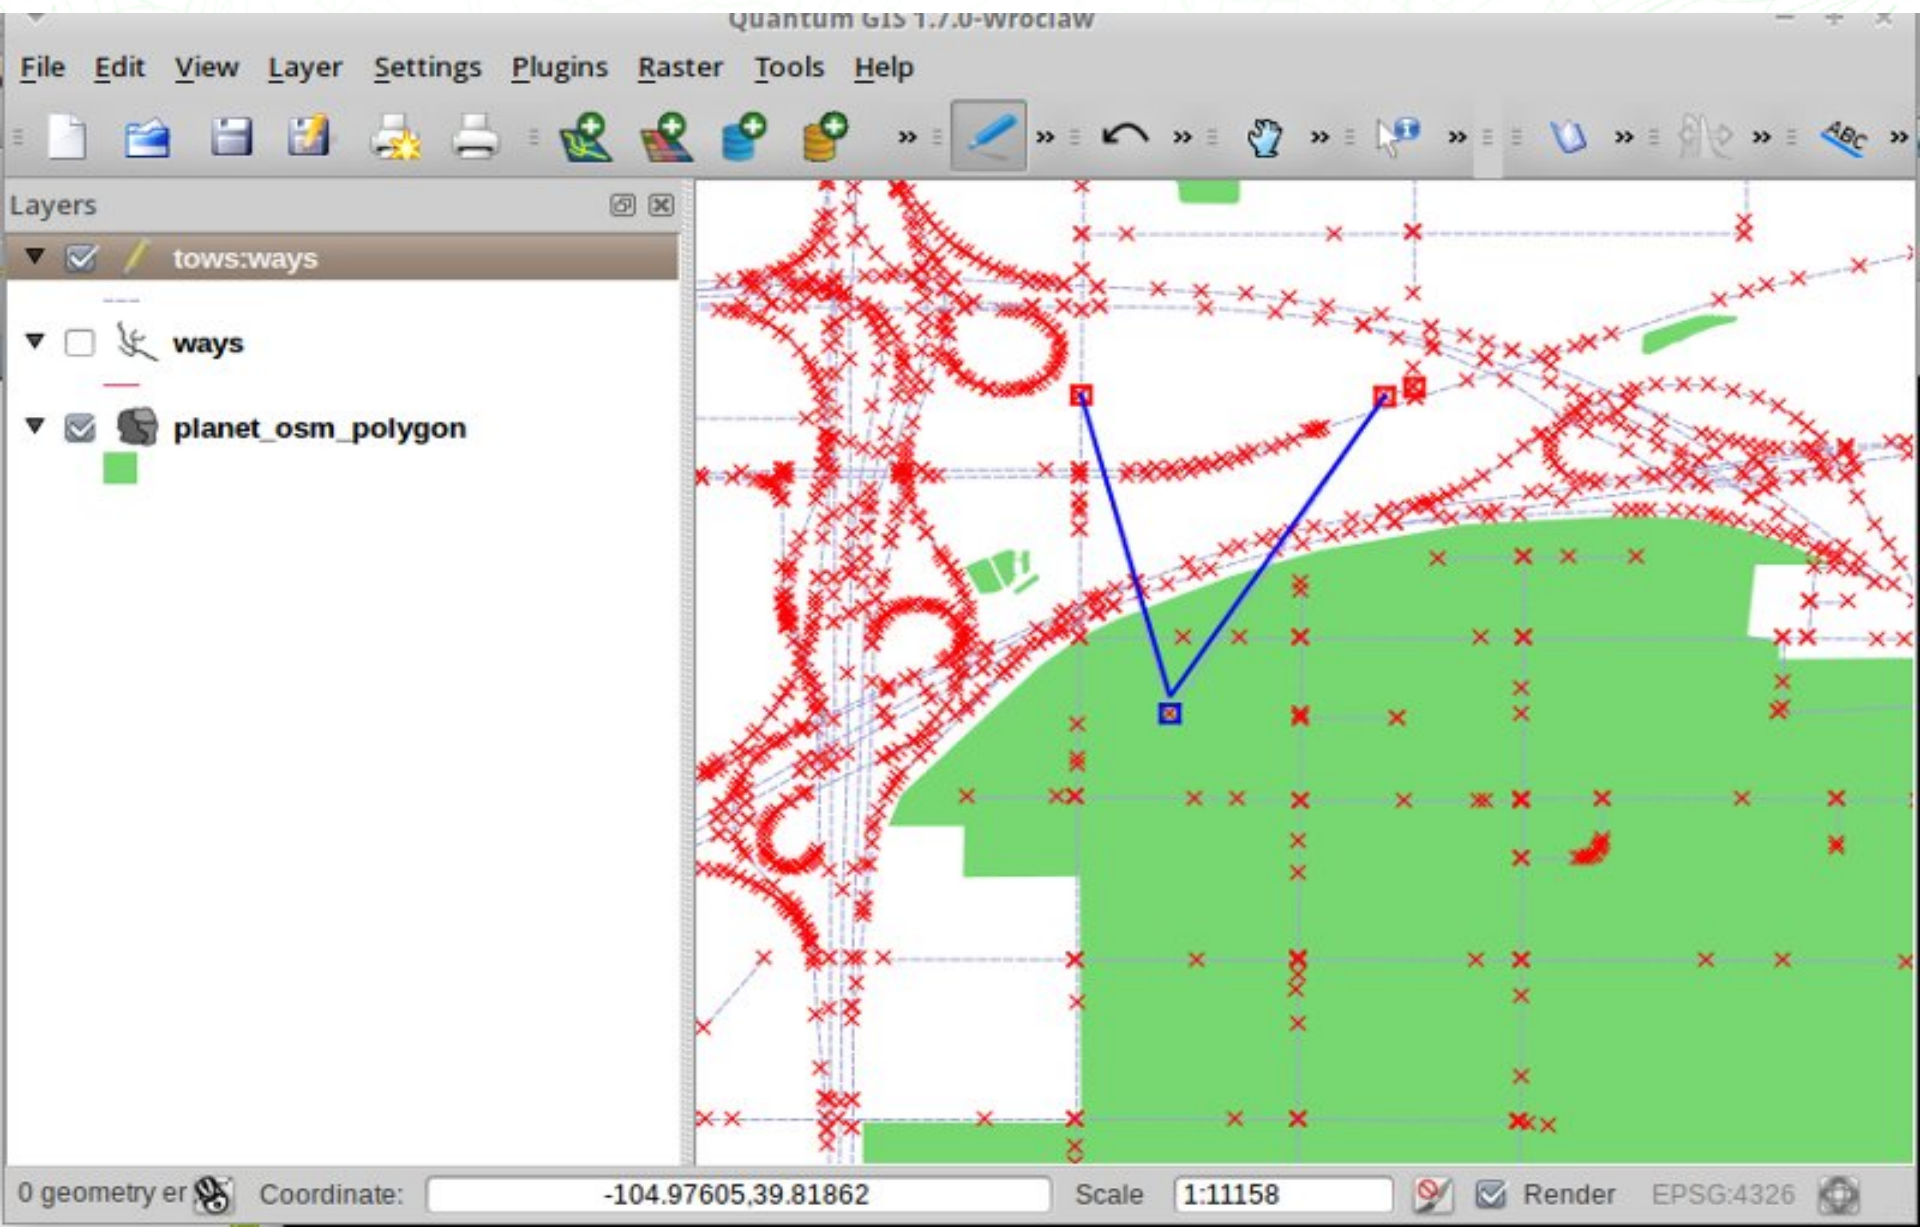 Quantum GIS 1.7.0-Wroclaw
File Edit View Layer Settings Plugins Raster Tools Help
ABC
Layers
tows:ways
ways
planet_osm_polygon
0 geometry er Coordinate: -104.97605,39.81862 Scale 1:11158 Render EPSG:4326